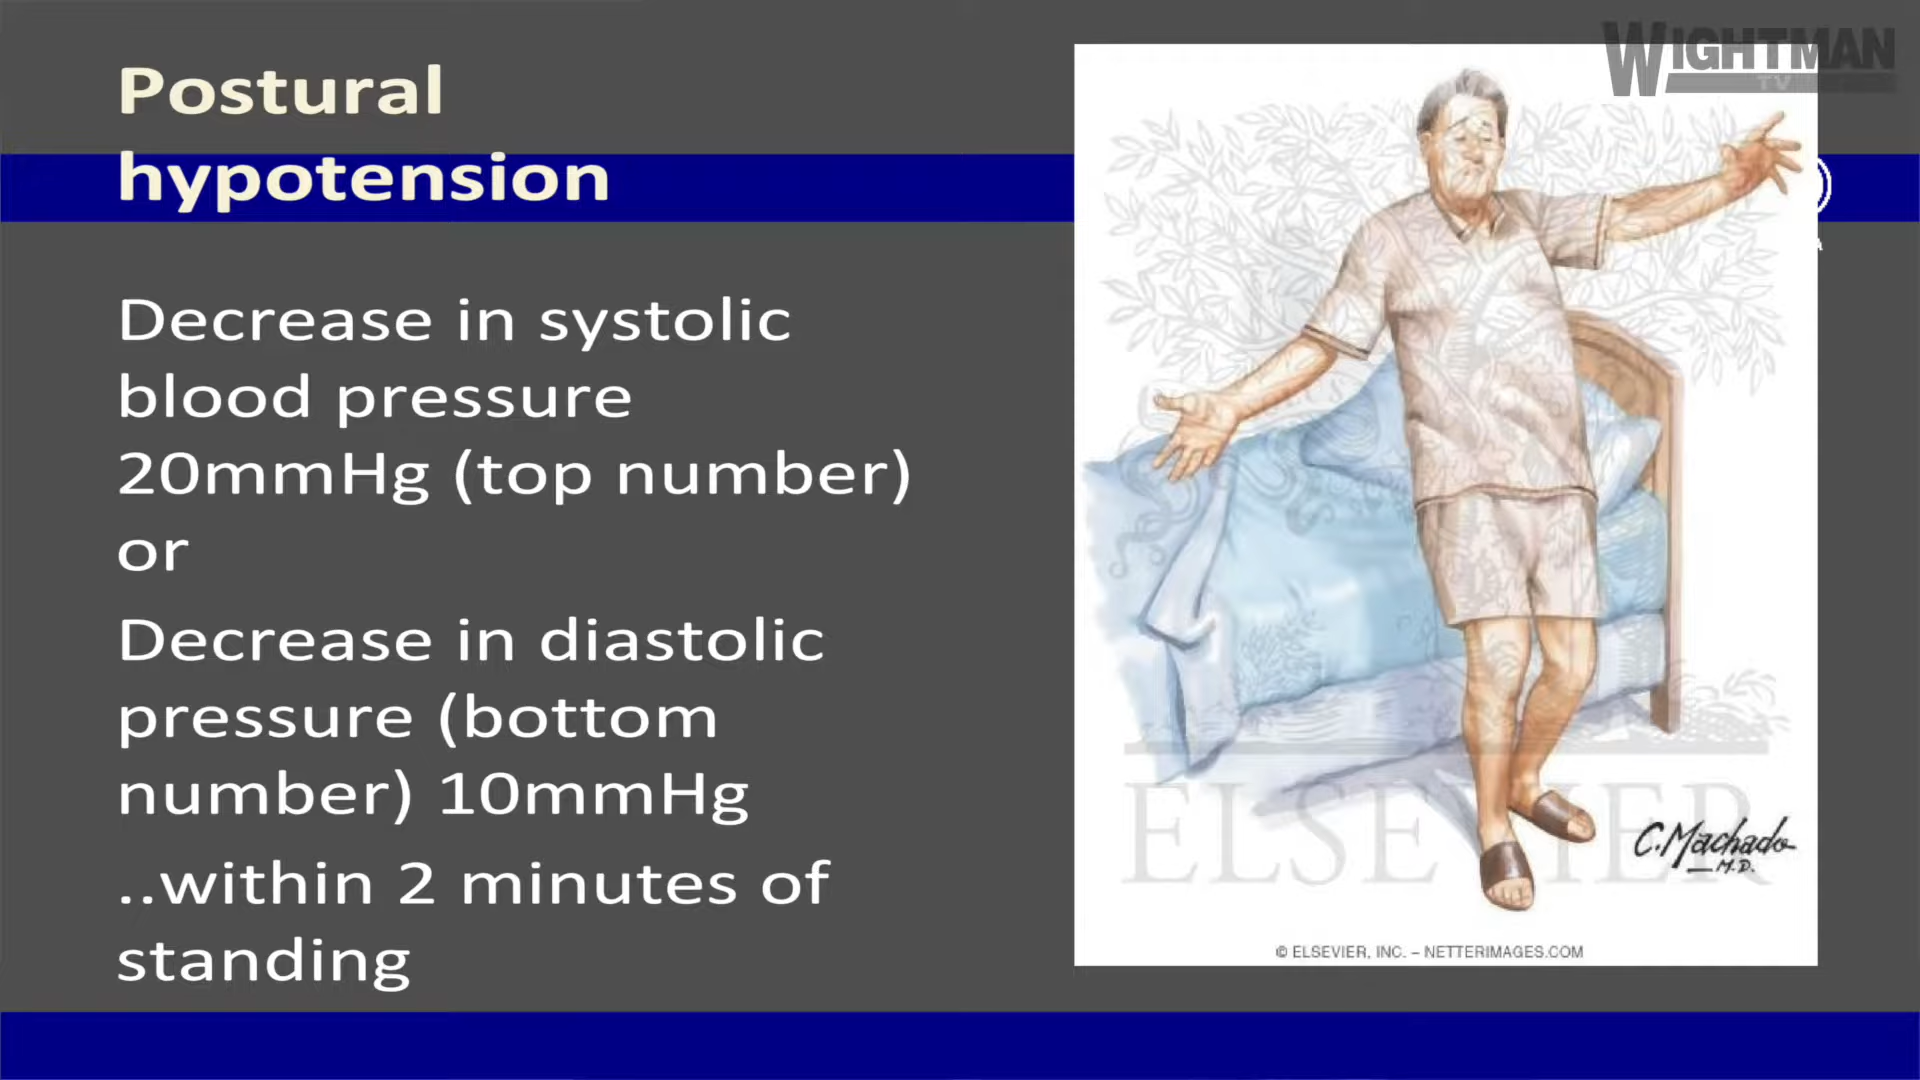 WIGHTMAN
TV
Postural
hypotension
Decrease in systolic
blood pressure
20mmHg (top number)
or
Decrease in diastolic
pressure (bottom
number) 10mmHg
..within 2 minutes of
standing
ELSEVIER
C.Machado
M.D.
© ELSEVIER, INC. – NETTERIMAGES.COM